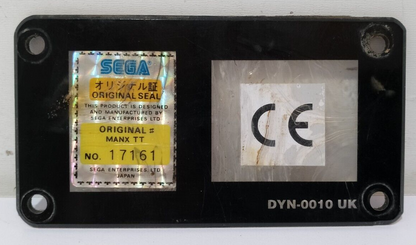 SEGA
オリジナル証
ORIGINAL SEAL
THIS PRODUCT IS DESIGNED
AND MANUFACTURED BY
SEGA ENTERPRISES LTD
ORIGINAL #
MANX TT
NO. 17161
SEGA ENTERPRISES LTD
JAPAN
CE
DYN-0010 UK